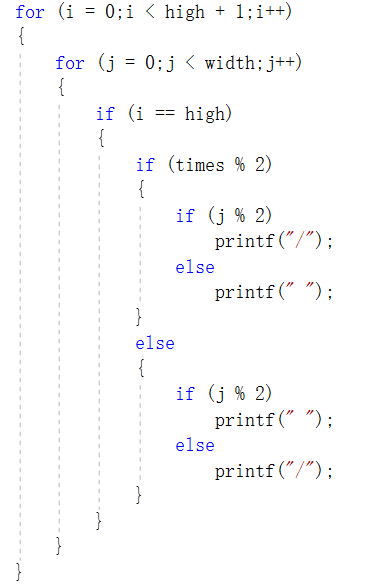 for (i = 0;i < high + 1;i++)
{
    for (j = 0;j < width;j++)
    {
        if (i == high)
        {
            if (times % 2)
            {
                if (j % 2)
                    printf("/");
                else
                    printf(" ");
            }
            else
            {
                if (j % 2)
                    printf(" ");
                else
                    printf("/");
            }
        }
    }
}